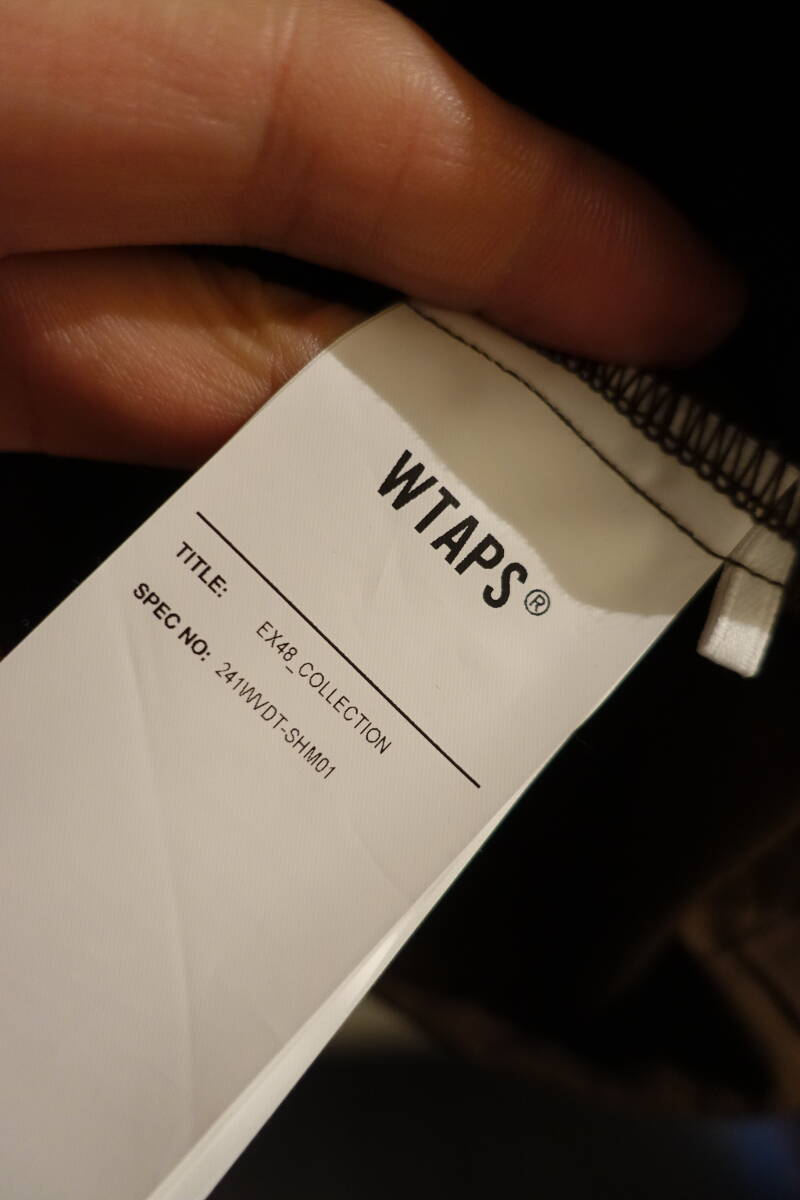 WTAPS®
TITLE: EX48_COLLECTION
SPEC NO: 241WVDT-SHM01